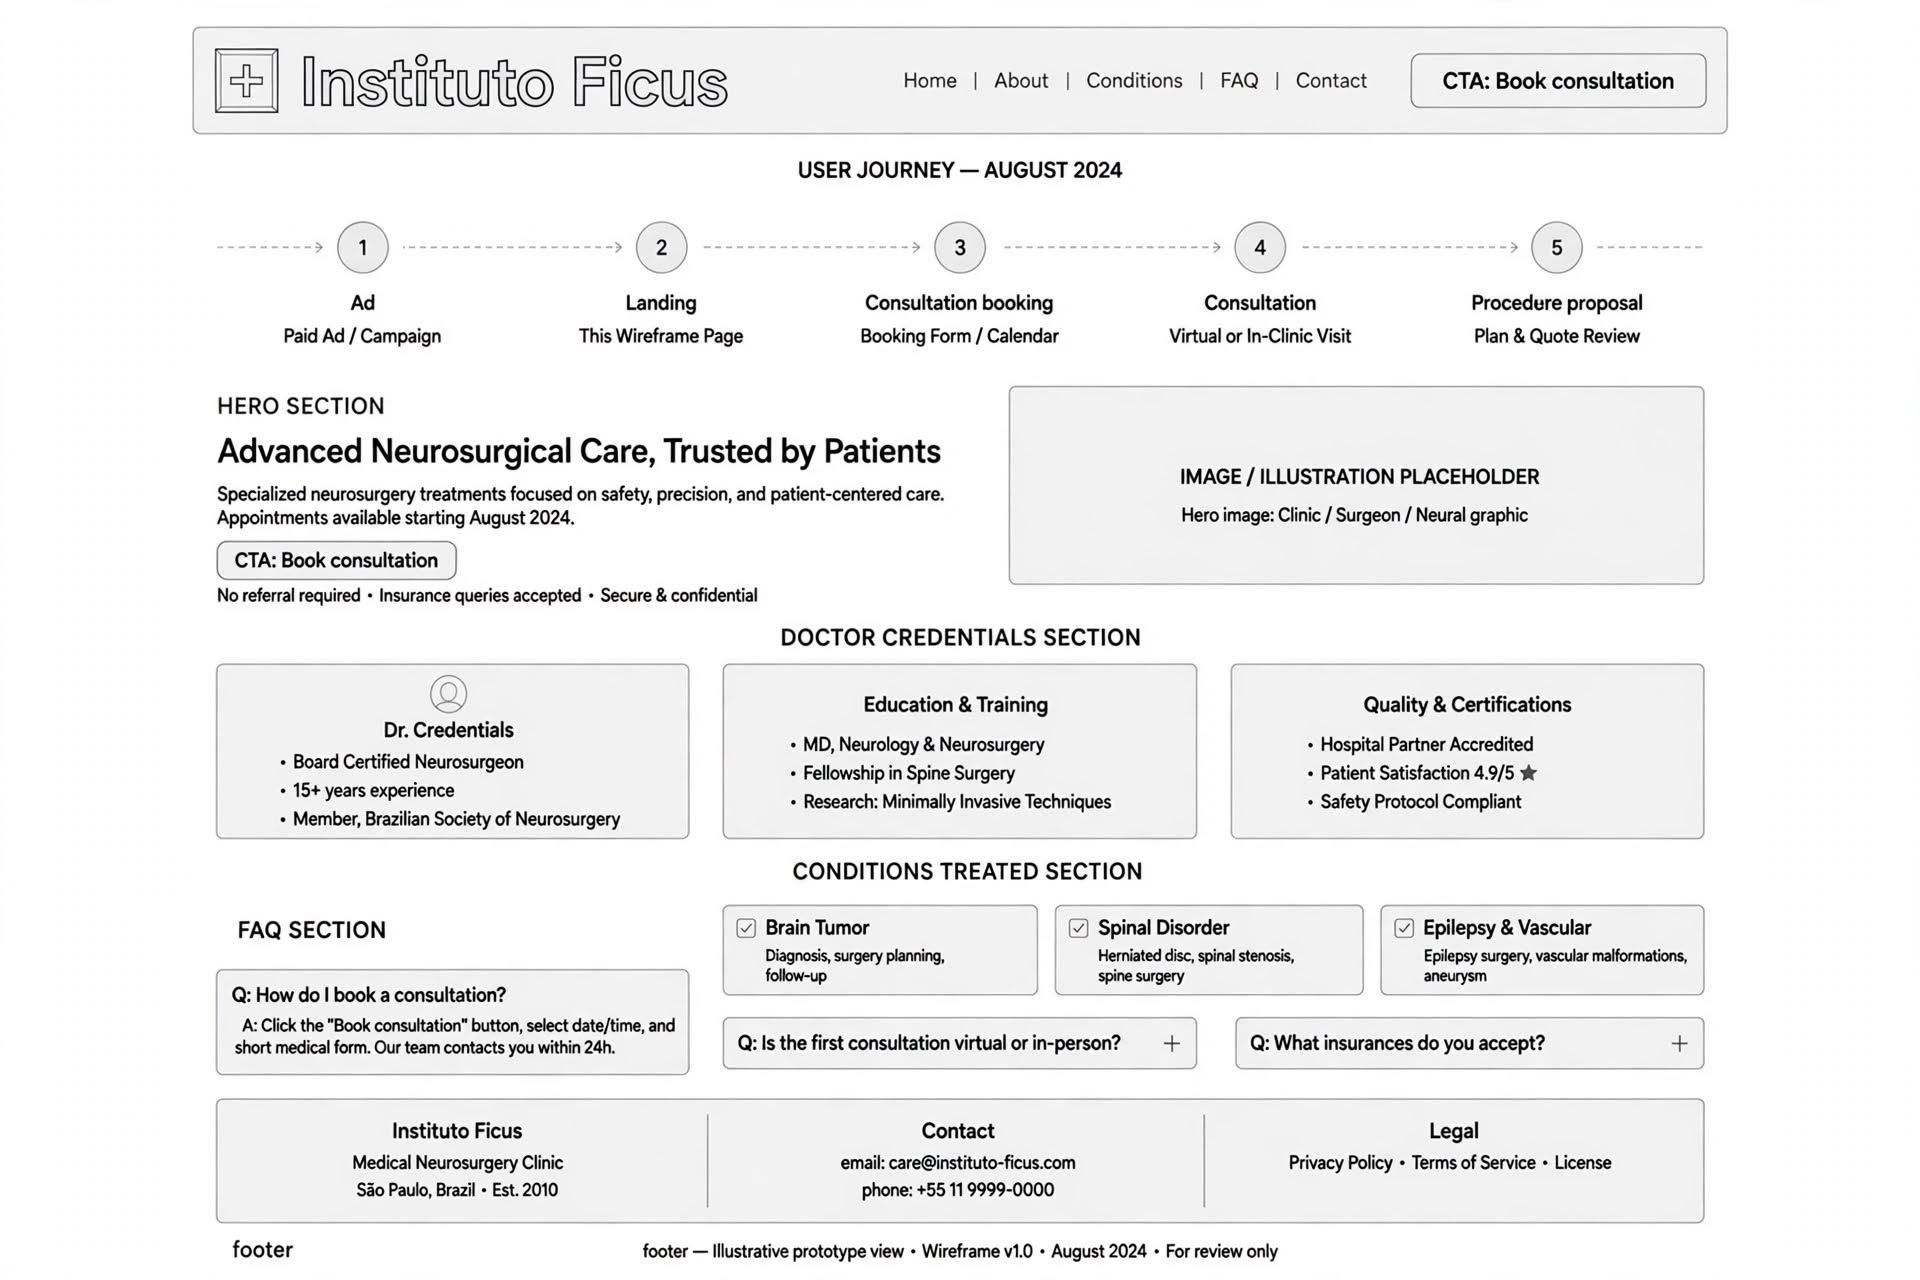 Instituto Ficus
Home | About | Conditions | FAQ | Contact
CTA: Book consultation
USER JOURNEY — AUGUST 2024
1
2
3
4
5
Ad
Paid Ad / Campaign
Landing
This Wireframe Page
Consultation booking
Booking Form / Calendar
Consultation
Virtual or In-Clinic Visit
Procedure proposal
Plan & Quote Review
HERO SECTION
Advanced Neurosurgical Care, Trusted by Patients
Specialized neurosurgery treatments focused on safety, precision, and patient-centered care.
Appointments available starting August 2024.
CTA: Book consultation
No referral required • Insurance queries accepted • Secure & confidential
IMAGE / ILLUSTRATION PLACEHOLDER
Hero image: Clinic / Surgeon / Neural graphic
DOCTOR CREDENTIALS SECTION
Dr. Credentials
• Board Certified Neurosurgeon
• 15+ years experience
• Member, Brazilian Society of Neurosurgery
Education & Training
• MD, Neurology & Neurosurgery
• Fellowship in Spine Surgery
• Research: Minimally Invasive Techniques
Quality & Certifications
• Hospital Partner Accredited
• Patient Satisfaction 4.9/5 ★
• Safety Protocol Compliant
CONDITIONS TREATED SECTION
Brain Tumor
Diagnosis, surgery planning,
follow-up
Spinal Disorder
Herniated disc, spinal stenosis,
spine surgery
Epilepsy & Vascular
Epilepsy surgery, vascular malformations,
aneurysm
FAQ SECTION
Q: How do I book a consultation?
A: Click the "Book consultation" button, select date/time, and
short medical form. Our team contacts you within 24h.
Q: Is the first consultation virtual or in-person? +
Q: What insurances do you accept? +
Instituto Ficus
Medical Neurosurgery Clinic
São Paulo, Brazil • Est. 2010
Contact
email: care@instituto-ficus.com
phone: +55 11 9999-0000
Legal
Privacy Policy • Terms of Service • License
footer
footer — Illustrative prototype view • Wireframe v1.0 • August 2024 • For review only